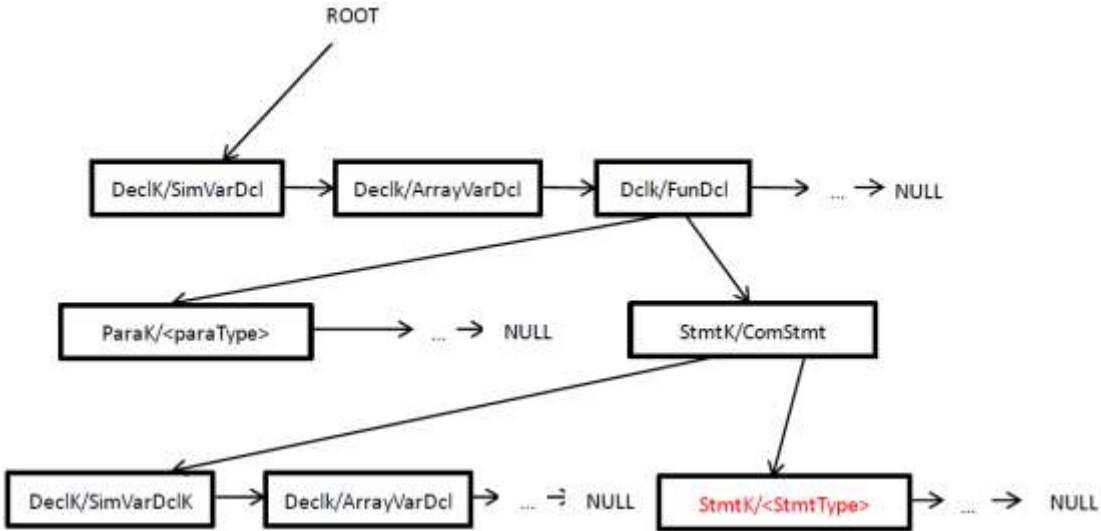 ROOT
DeclK/SimVarDcl
Declk/ArrayVarDcl
Dclk/FunDcl
...
NULL
ParaK/<paraType>
...
NULL
StmtK/ComStmt
DeclK/SimVarDclK
Declk/ArrayVarDcl
...
NULL
StmtK/<StmtType>
...
NULL